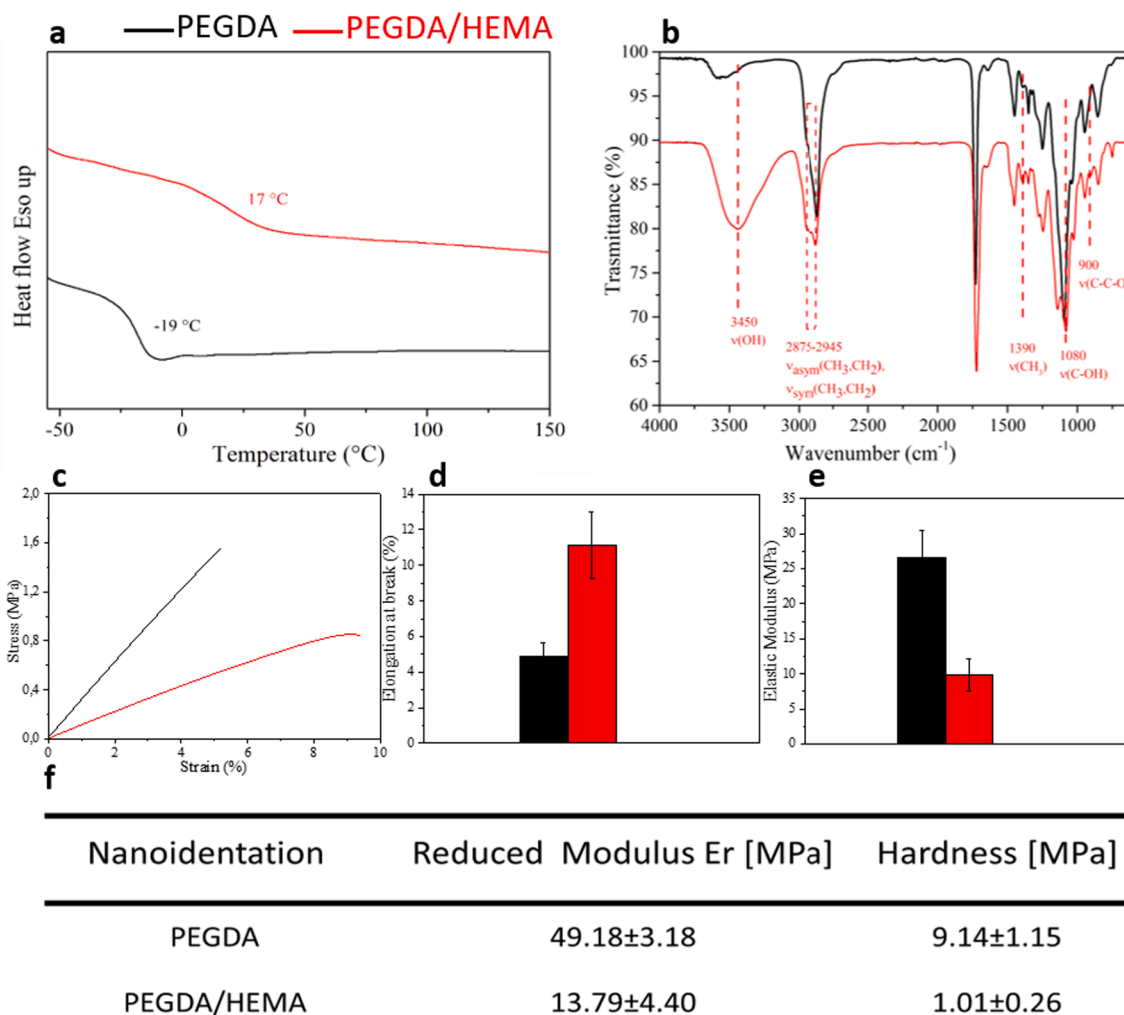 a
PEGDA
PEGDA/HEMA
b
Heat flow Eso up
17 °C
-19 °C
-50
0
50
100
150
Temperature (°C)
Trasmittance (%)
100
95
90
85
80
75
70
65
60
3450
ν(OH)
2875-2945
νasym(CH3,CH2),
νsym(CH3,CH2)
1390
ν(CH3)
1080
ν(C-OH)
900
ν(C-C-O
4000
3500
3000
2500
2000
1500
1000
Wavenumber (cm-1)
c
Stress (MPa)
2,0
1,6
1,2
0,8
0,4
0,0
0
2
4
6
8
10
Strain (%)
d
Elongation at break (%)
14
12
10
8
6
4
2
0
e
Elastic Modulus (MPa)
35
30
25
20
15
10
5
0
f
Nanoidentation Reduced Modulus Er [MPa] Hardness [MPa]
PEGDA 49.18±3.18 9.14±1.15
PEGDA/HEMA 13.79±4.40 1.01±0.26